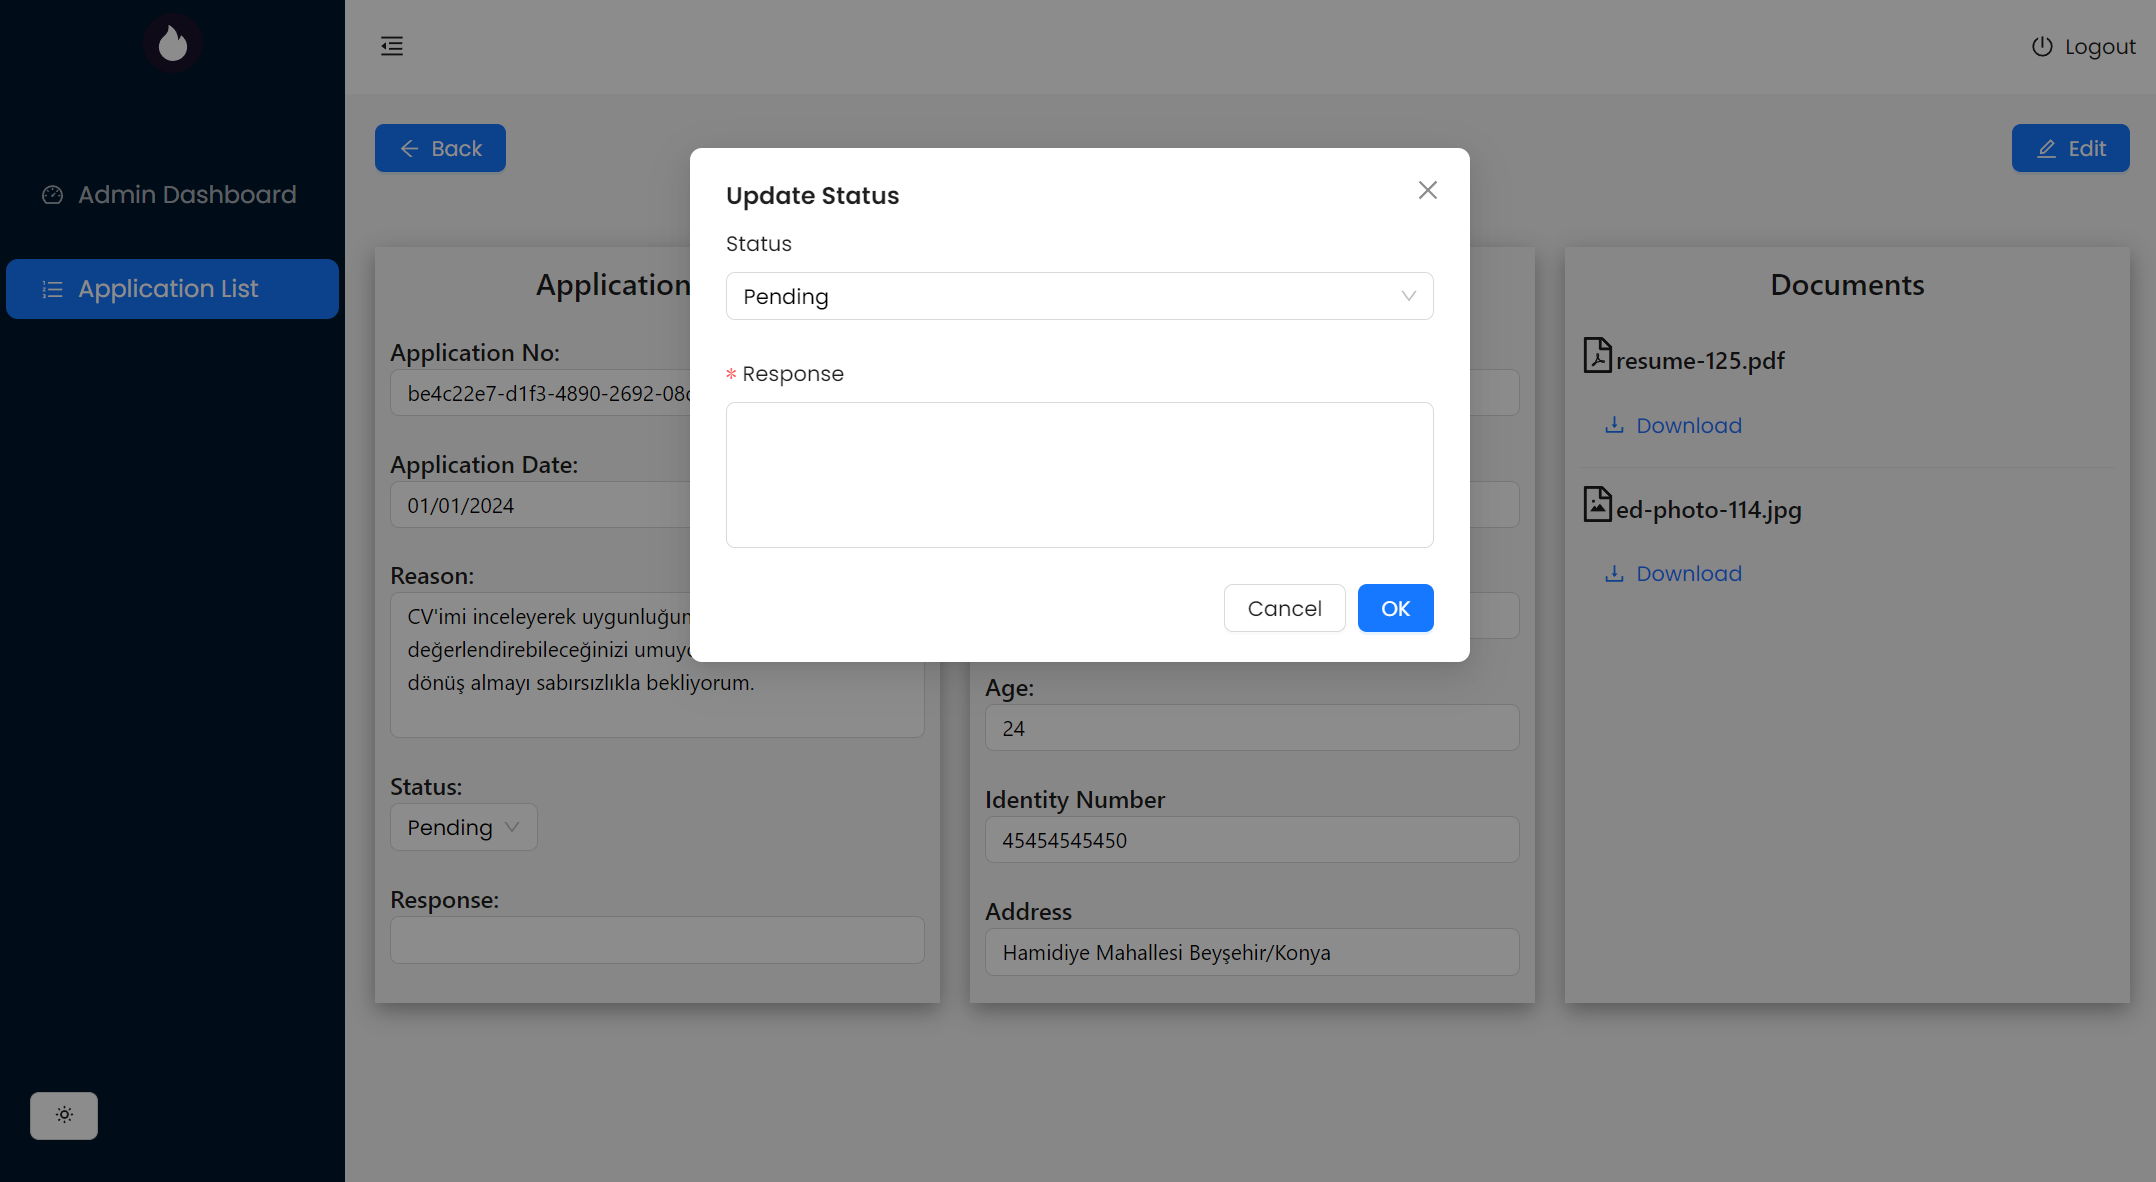 Logout
Admin Dashboard
Application List
Back
Edit
Update Status
Status
Pending
* Response
Cancel
OK
Application
Application No:
be4c22e7-d1f3-4890-2692-08
Application Date:
01/01/2024
Reason:
CV'imi inceleyerek
değerlendirebileceğinizi
dönüş almayı sabırsızlıkla bekliyorum.
Status:
Pending
Response:
Age:
24
Identity Number
45454545450
Address
Hamidiye Mahallesi Beyşehir/Konya
Documents
resume-125.pdf
Download
ed-photo-114.jpg
Download